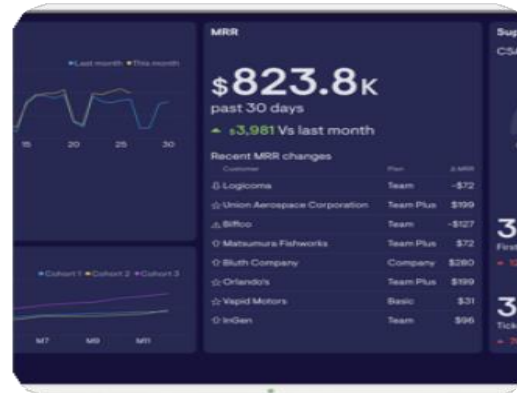 Last month This month
15 20 25 30
Cohort 1 Cohort 2 Cohort 3
M7 M9 M11
MRR
$823.8K
past 30 days
$3,981 Vs last month
Recent MRR changes
Customer Plan Δ MRR
Logicoma Team -$72
Union Aerospace Corporation Team Plus $199
Biffco Team -$127
Matsumura Fishworks Team Plus $72
Bluth Company Company $280
Orlando's Team Plus $199
Vapid Motors Basic $31
InGen Team $96